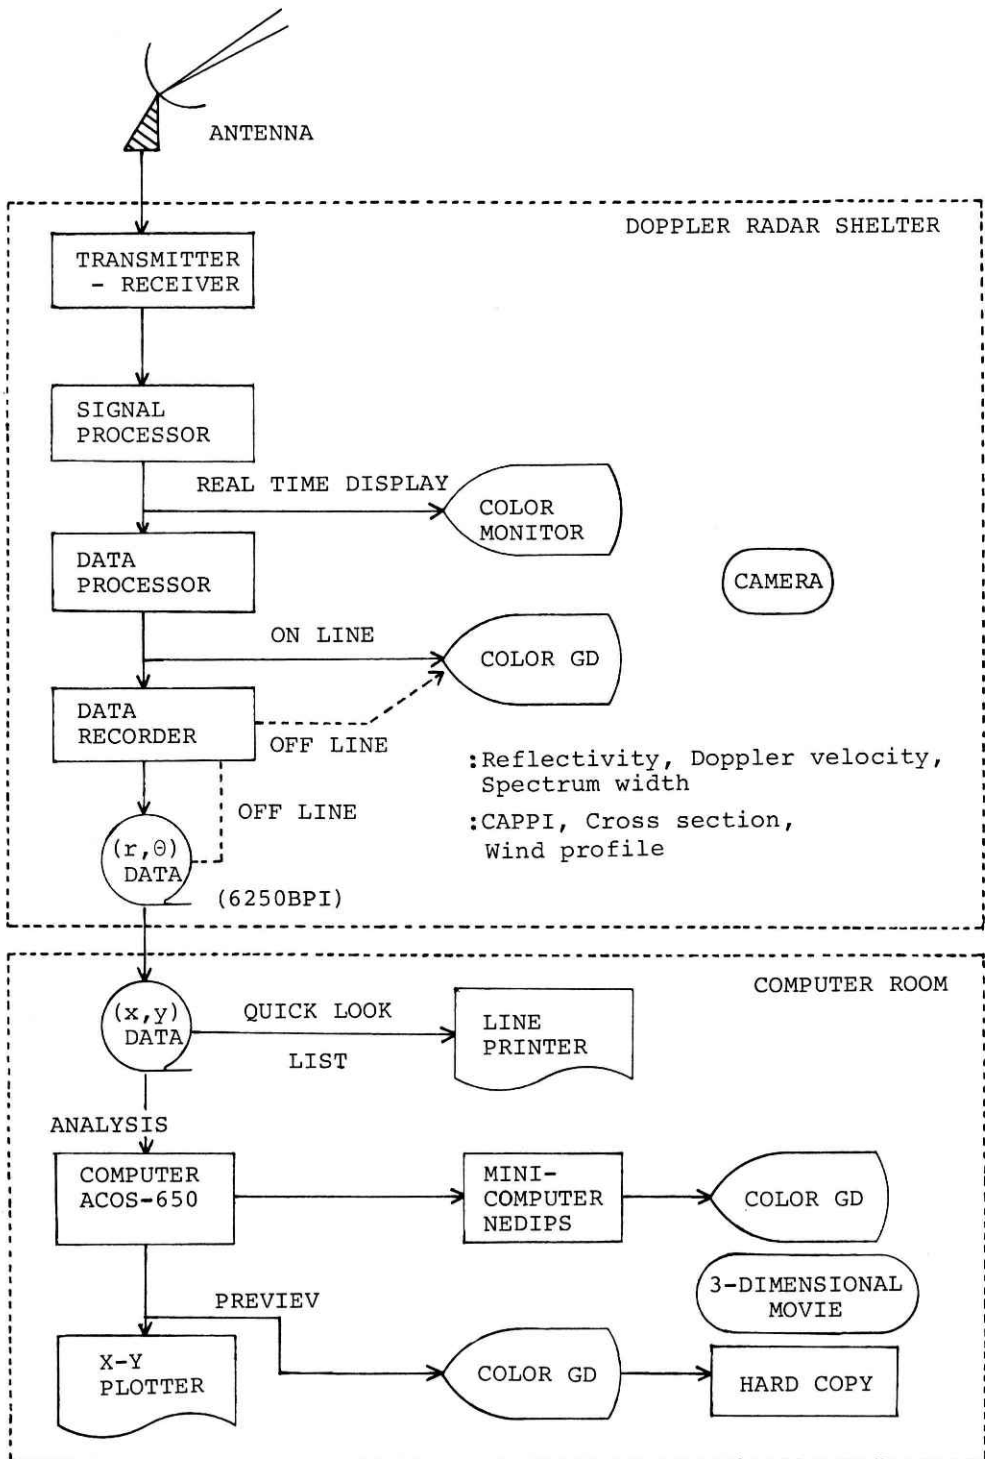 ANTENNA
DOPPLER RADAR SHELTER
TRANSMITTER
- RECEIVER
SIGNAL
PROCESSOR
REAL TIME DISPLAY
COLOR
MONITOR
DATA
PROCESSOR
CAMERA
ON LINE
COLOR GD
DATA
RECORDER
OFF LINE
:Reflectivity, Doppler velocity,
Spectrum width
OFF LINE
:CAPPI, Cross section,
Wind profile
(r,θ)
DATA
(6250BPI)
COMPUTER ROOM
(x,y)
DATA
QUICK LOOK
LIST
LINE
PRINTER
ANALYSIS
COMPUTER
ACOS-650
MINI-
COMPUTER
NEDIPS
COLOR GD
3-DIMENSIONAL
MOVIE
PREVIEV
X-Y
PLOTTER
COLOR GD
HARD COPY